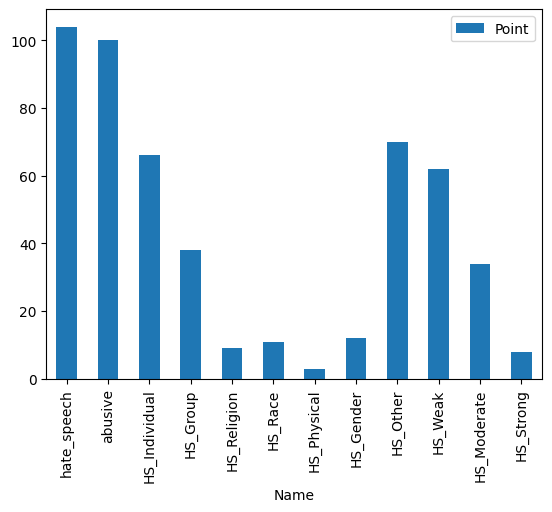 Point
100
80
60
40
20
0
hate_speech
abusive
HS_Individual
HS_Group
HS_Religion
HS_Race
HS_Physical
HS_Gender
HS_Other
HS_Weak
HS_Moderate
HS_Strong
Name